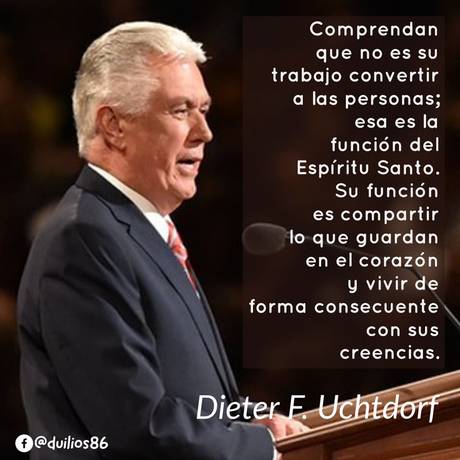 Comprendan
que no es su
trabajo convertir
a las personas;
esa es la
función del
Espíritu Santo.
Su función
es compartir
lo que guardan
en el corazón
y vivir de
forma consecuente
con sus
creencias.
Dieter F. Uchtdorf
f @duilios86